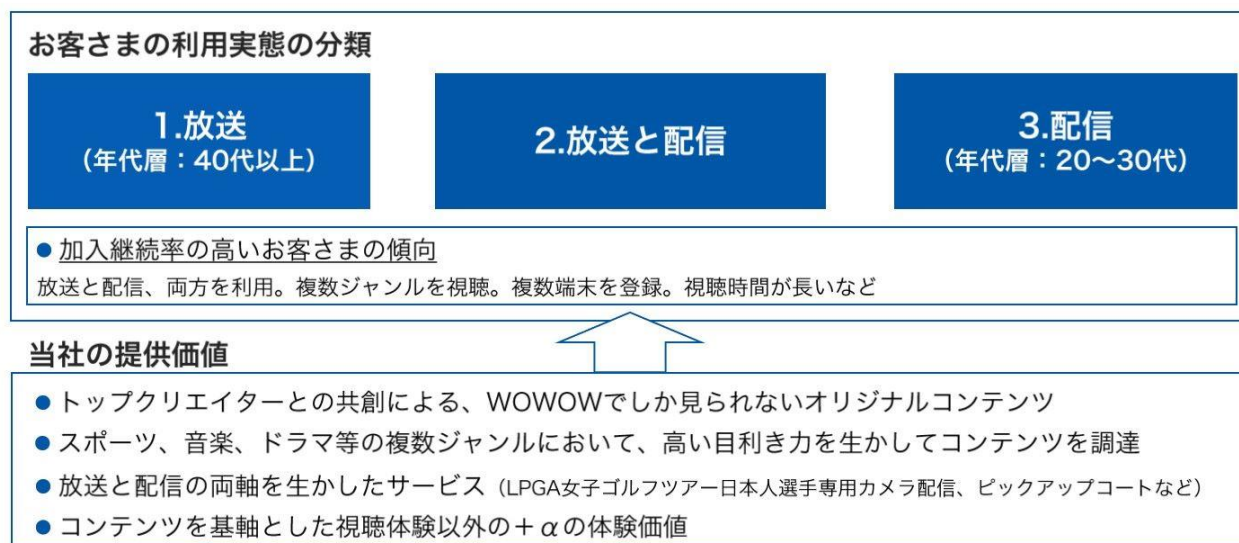 お客さまの利用実態の分類
1.放送
（年代層：40代以上）
2.放送と配信
3.配信
（年代層：20〜30代）
● 加入継続率の高いお客さまの傾向
放送と配信、両方を利用。複数ジャンルを視聴。複数端末を登録。視聴時間が長いなど
当社の提供価値
● トップクリエイターとの共創による、WOWOWでしか見られないオリジナルコンテンツ
● スポーツ、音楽、ドラマ等の複数ジャンルにおいて、高い目利き力を生かしてコンテンツを調達
● 放送と配信の両軸を生かしたサービス（LPGA女子ゴルフツアー日本人選手専用カメラ配信、ピックアップコートなど）
● コンテンツを基軸とした視聴体験以外の＋αの体験価値